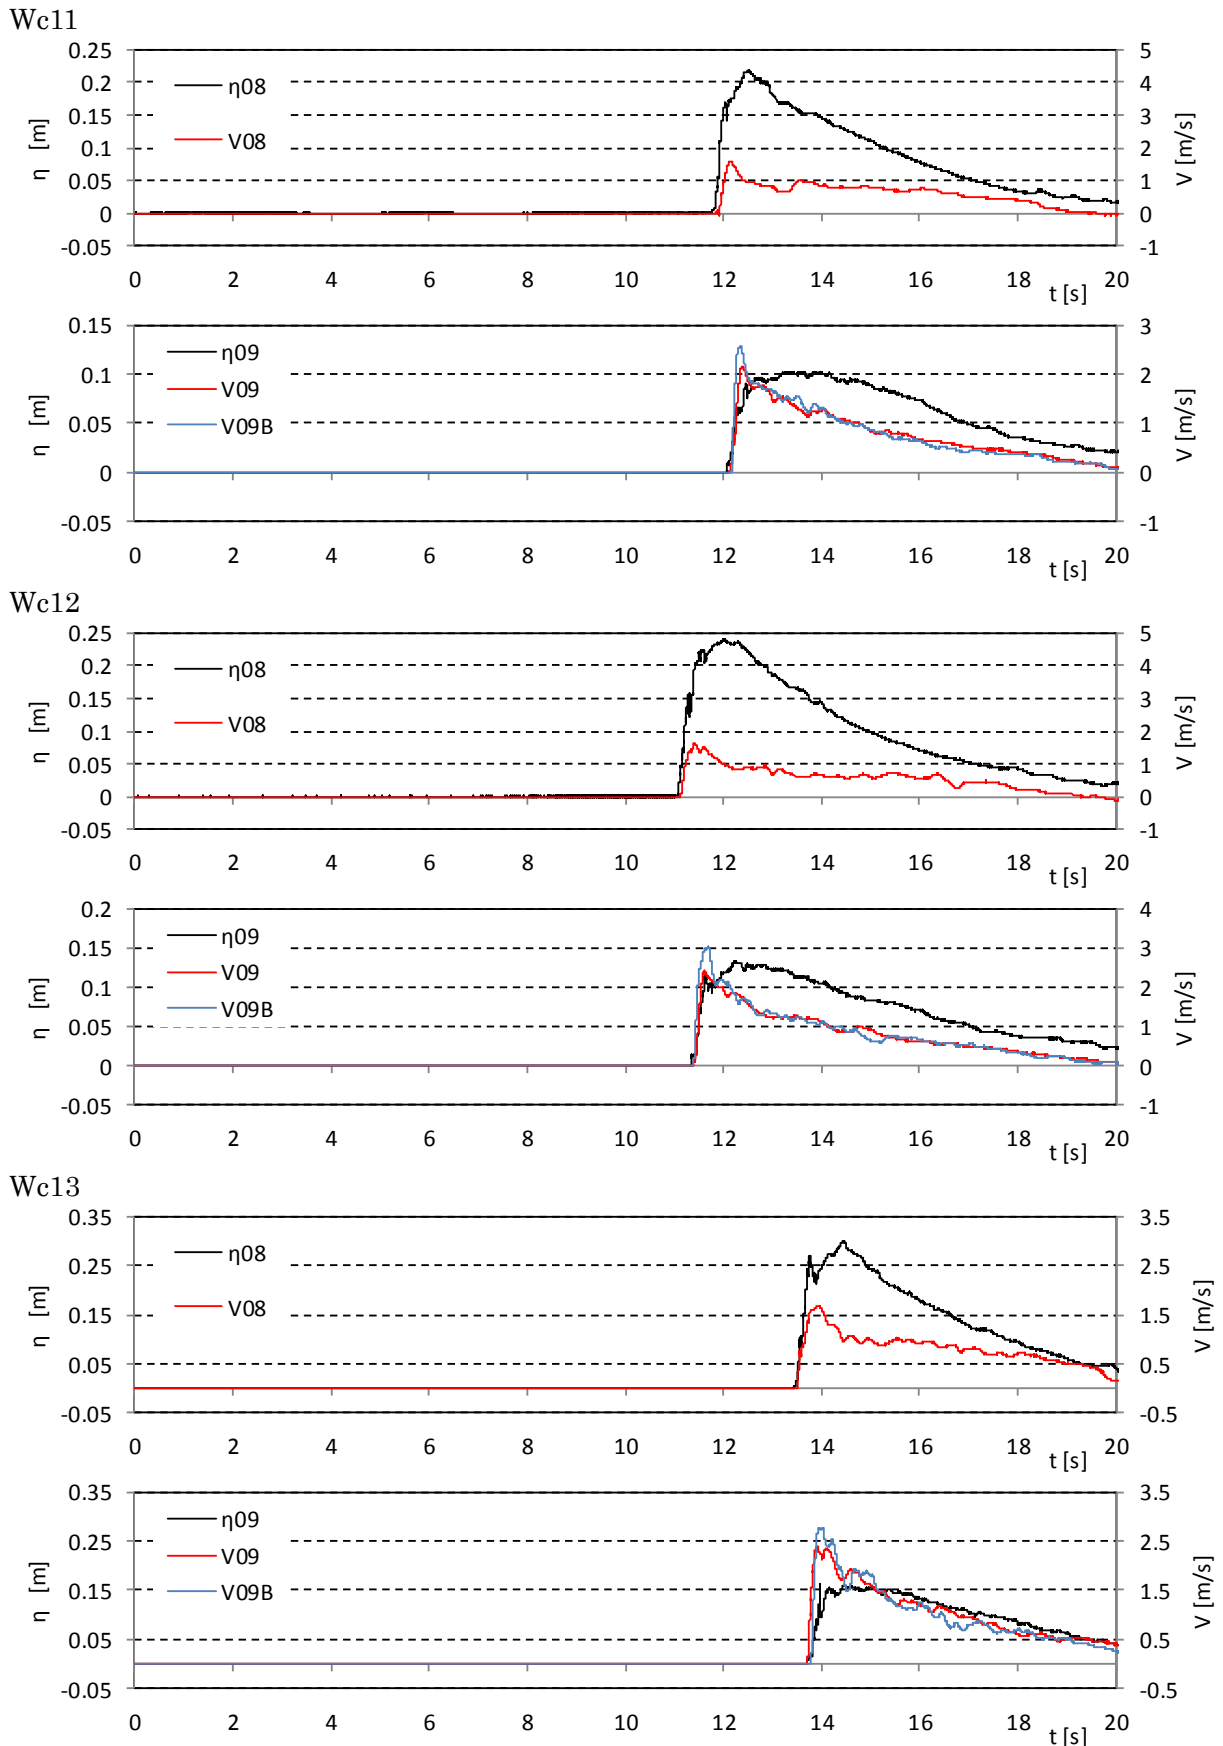 Wc11
0.25
0.2
0.15
0.1
0.05
0
-0.05
η [m]
η08
V08
5
4
3
2
1
0
-1
V [m/s]
0 2 4 6 8 10 12 14 16 18 20
t [s]
0.15
0.1
0.05
0
-0.05
η [m]
η09
V09
V09B
3
2
1
0
-1
V [m/s]
0 2 4 6 8 10 12 14 16 18 20
t [s]
Wc12
0.25
0.2
0.15
0.1
0.05
0
-0.05
η [m]
η08
V08
5
4
3
2
1
0
-1
V [m/s]
0 2 4 6 8 10 12 14 16 18 20
t [s]
0.2
0.15
0.1
0.05
0
-0.05
η [m]
η09
V09
V09B
4
3
2
1
0
-1
V [m/s]
0 2 4 6 8 10 12 14 16 18 20
t [s]
Wc13
0.35
0.25
0.15
0.05
-0.05
η [m]
η08
V08
3.5
2.5
1.5
0.5
-0.5
V [m/s]
0 2 4 6 8 10 12 14 16 18 20
t [s]
0.35
0.25
0.15
0.05
-0.05
η [m]
η09
V09
V09B
3.5
2.5
1.5
0.5
-0.5
V [m/s]
0 2 4 6 8 10 12 14 16 18 20
t [s]